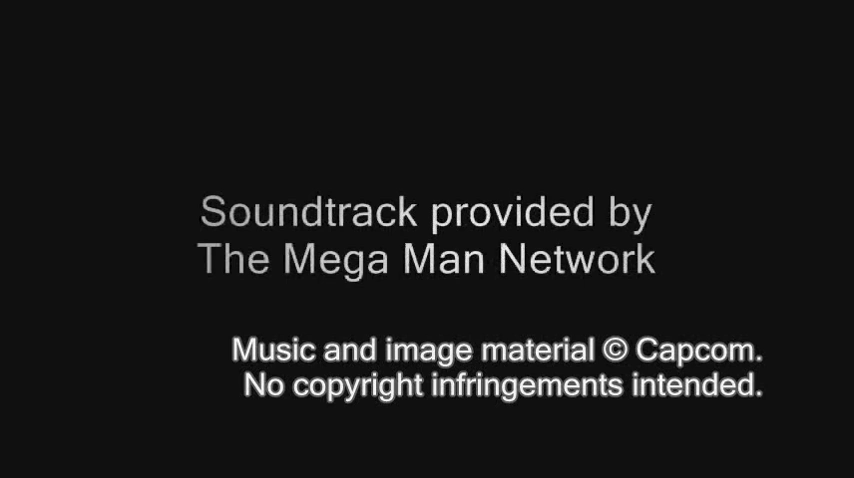 Soundtrack provided by
The Mega Man Network
Music and image material © Capcom.
No copyright infringements intended.